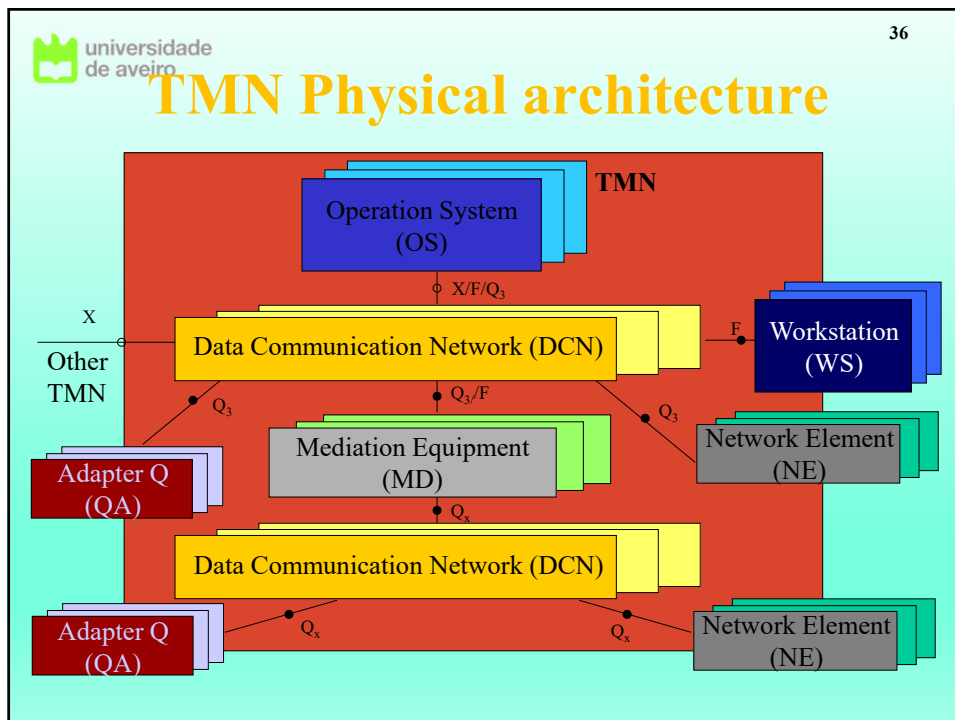 36
universidade
de aveiro
TMN Physical architecture
TMN
Operation System
(OS)
X/F/Q₃
X
Other
TMN
Data Communication Network (DCN)
F
Workstation
(WS)
Q₃
Q₃/F
Q₃
Adapter Q
(QA)
Mediation Equipment
(MD)
Network Element
(NE)
Qₓ
Data Communication Network (DCN)
Adapter Q
(QA)
Qₓ
Qₓ
Network Element
(NE)